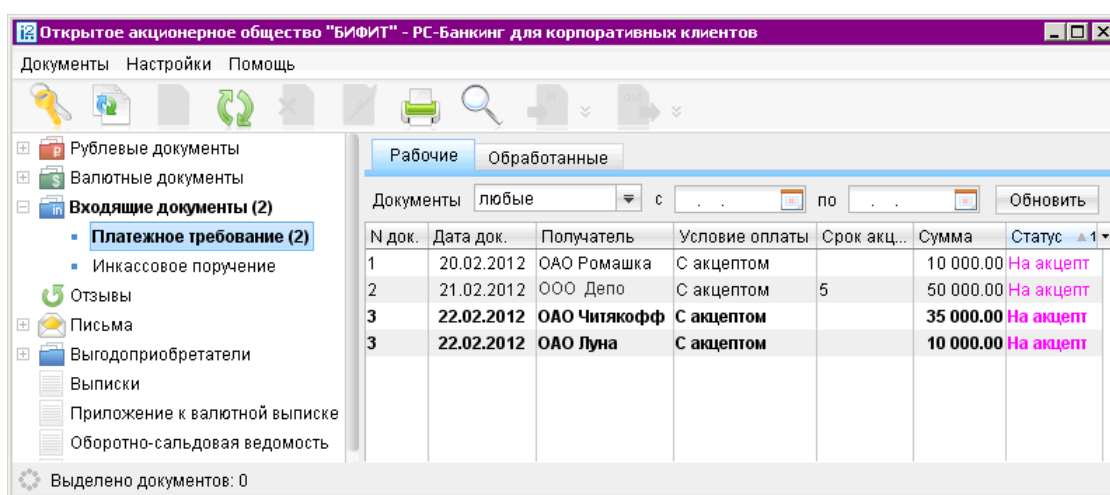 Открытое акционерное общество "БИФИТ" - РС-Банкинг для корпоративных клиентов
Документы Настройки Помощь
Рублевые документы
Валютные документы
Входящие документы (2)
Платежное требование (2)
Инкассовое поручение
Отзывы
Письма
Выгодоприобретатели
Выписки
Приложение к валютной выписке
Оборотно-сальдовая ведомость
Рабочие Обработанные
Документы любые с . . по . . Обновить
N док. Дата док. Получатель Условие оплаты Срок акц... Сумма Статус 1
1 20.02.2012 ОАО Ромашка С акцептом 10 000.00 На акцепт
2 21.02.2012 ООО Депо С акцептом 5 50 000.00 На акцепт
3 22.02.2012 ОАО Читякофф С акцептом 35 000.00 На акцепт
3 22.02.2012 ОАО Луна С акцептом 10 000.00 На акцепт
Выделено документов: 0